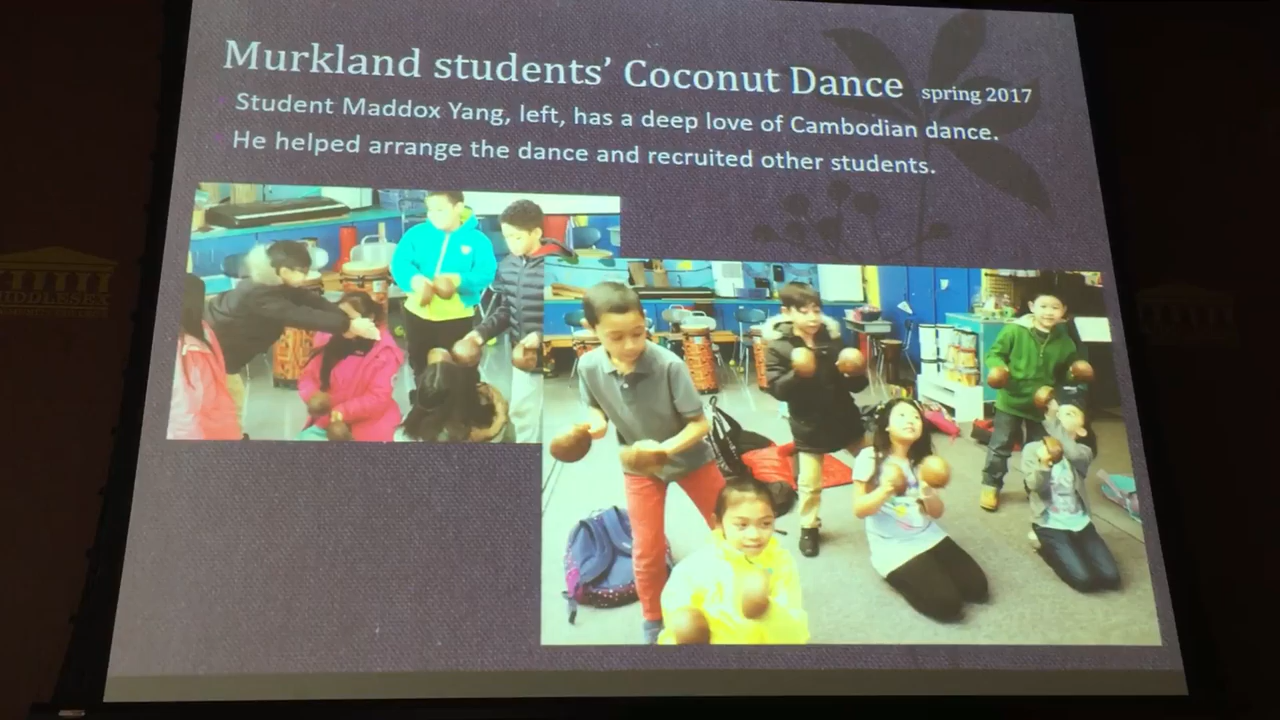 Murkland students’ Coconut Dance spring 2017
Student Maddox Yang, left, has a deep love of Cambodian dance.
He helped arrange the dance and recruited other students.
MIDDLESEX